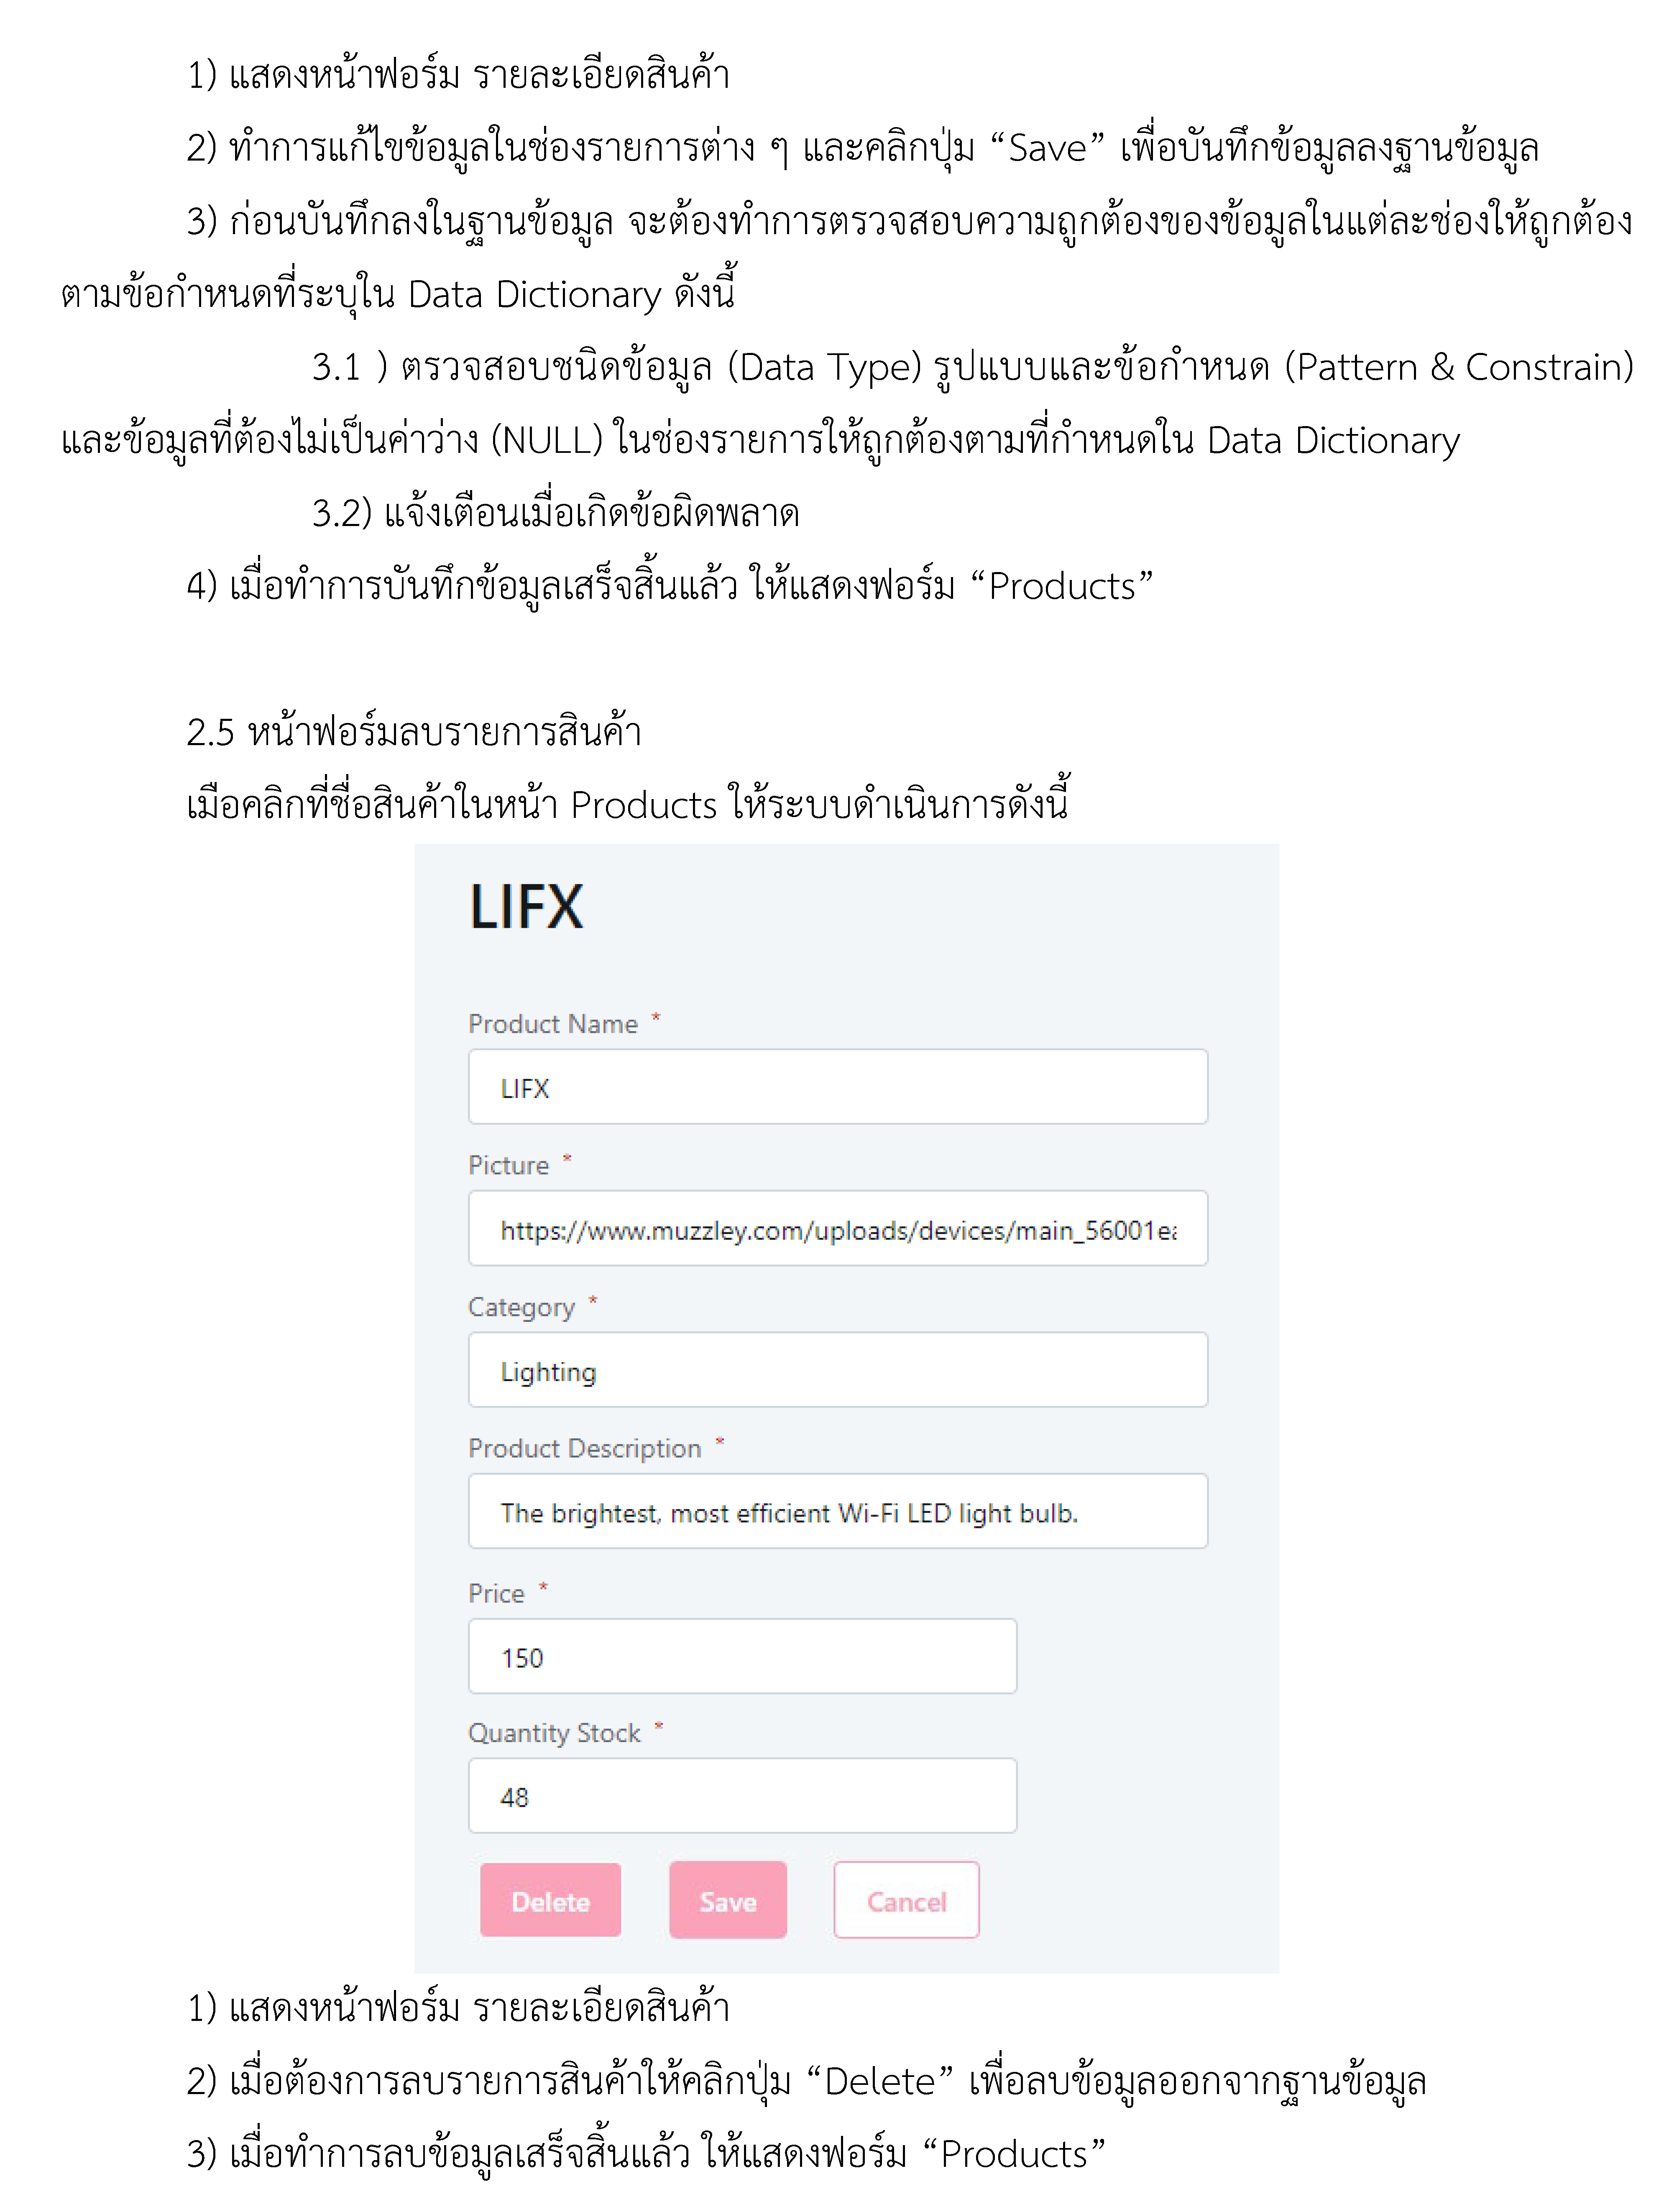 1) แสดงหน้าฟอร์ม รายละเอียดสินค้า
2) ทำการแก้ไขข้อมูลในช่องรายการต่าง ๆ และคลิกปุ่ม “Save” เพื่อบันทึกข้อมูลลงฐานข้อมูล
3) ก่อนบันทึกลงในฐานข้อมูล จะต้องทำการตรวจสอบความถูกต้องของข้อมูลในแต่ละช่องให้ถูกต้อง
ตามข้อกำหนดที่ระบุใน Data Dictionary ดังนี้
3.1 ) ตรวจสอบชนิดข้อมูล (Data Type) รูปแบบและข้อกำหนด (Pattern & Constrain)
และข้อมูลที่ต้องไม่เป็นค่าว่าง (NULL) ในช่องรายการให้ถูกต้องตามที่กำหนดใน Data Dictionary
3.2) แจ้งเตือนเมื่อเกิดข้อผิดพลาด
4) เมื่อทำการบันทึกข้อมูลเสร็จสิ้นแล้ว ให้แสดงฟอร์ม “Products”
2.5 หน้าฟอร์มลบรายการสินค้า
เมือคลิกที่ชื่อสินค้าในหน้า Products ให้ระบบดำเนินการดังนี้
LIFX
Product Name *
LIFX
Picture *
https://www.muzzley.com/uploads/devices/main_56001ea
Category *
Lighting
Product Description *
The brightest, most efficient Wi-Fi LED light bulb.
Price *
150
Quantity Stock *
48
Delete Save Cancel
1) แสดงหน้าฟอร์ม รายละเอียดสินค้า
2) เมื่อต้องการลบรายการสินค้าให้คลิกปุ่ม “Delete” เพื่อลบข้อมูลออกจากฐานข้อมูล
3) เมื่อทำการลบข้อมูลเสร็จสิ้นแล้ว ให้แสดงฟอร์ม “Products”